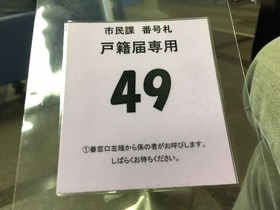 市民課 番号札
戸籍届専用
49
①番窓口左端から係の者がお呼びします。
しばらくお待ちください。